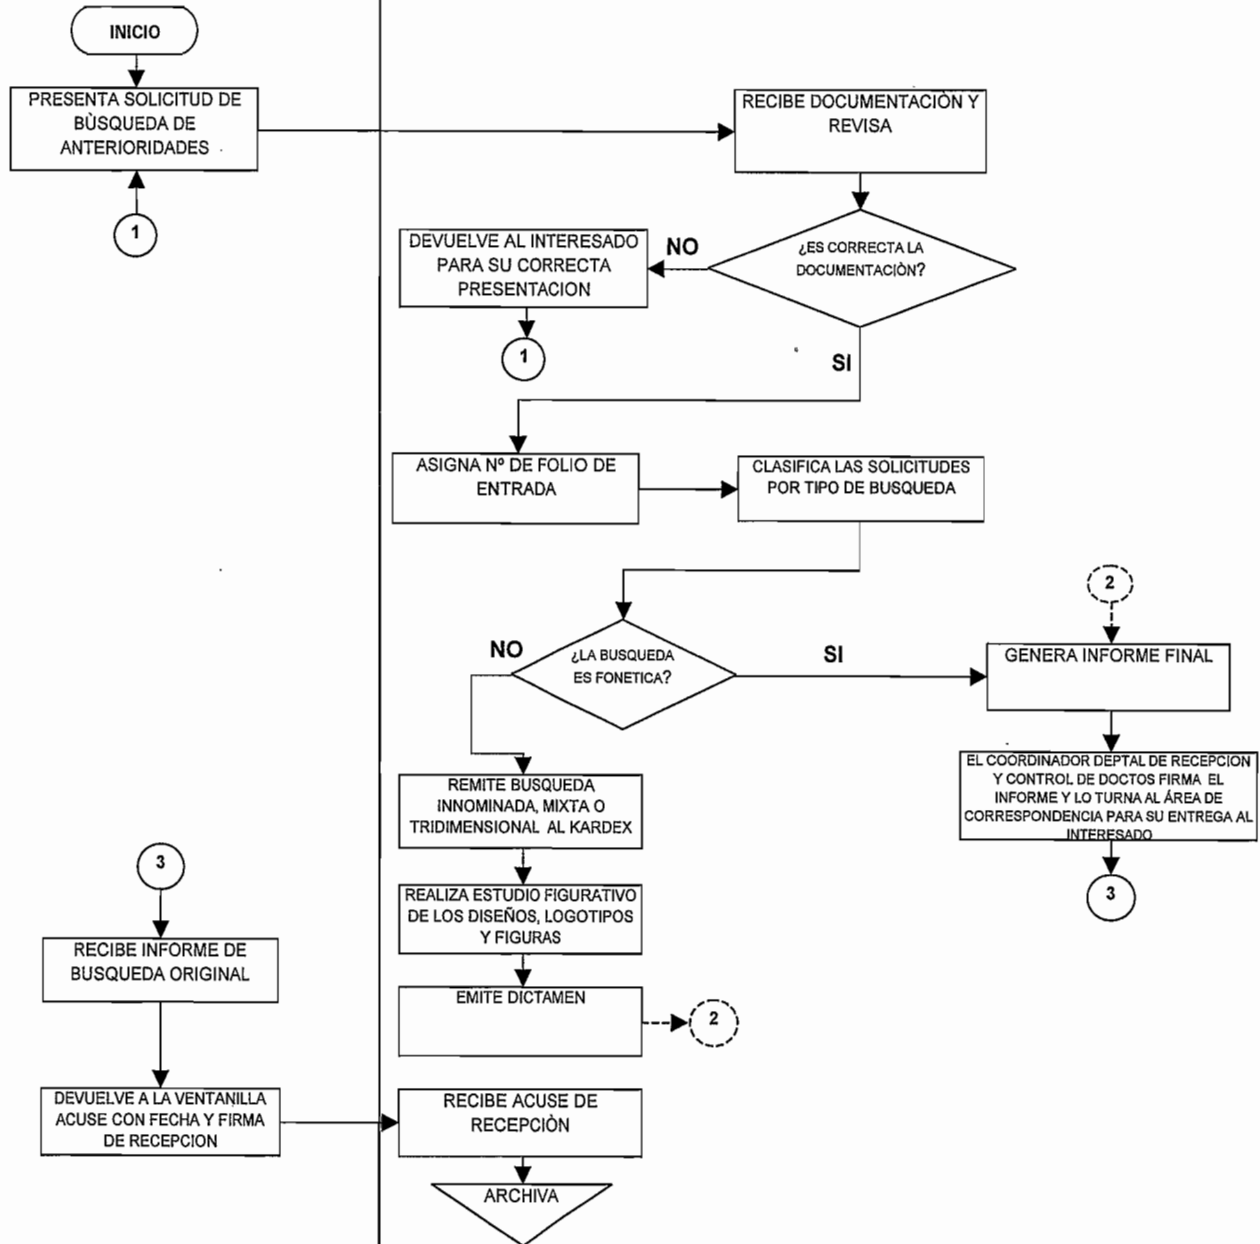 INICIO
PRESENTA SOLICITUD DE
BÙSQUEDA DE
ANTERIORIDADES
1
RECIBE DOCUMENTACIÒN Y
REVISA
¿ES CORRECTA LA
DOCUMENTACIÒN?
NO
DEVUELVE AL INTERESADO
PARA SU CORRECTA
PRESENTACION
1
SI
ASIGNA Nº DE FOLIO DE
ENTRADA
CLASIFICA LAS SOLICITUDES
POR TIPO DE BUSQUEDA
¿LA BUSQUEDA
ES FONETICA?
NO
SI
2
GENERA INFORME FINAL
EL COORDINADOR DEPTAL DE RECEPCION
Y CONTROL DE DOCTOS FIRMA EL
INFORME Y LO TURNA AL ÁREA DE
CORRESPONDENCIA PARA SU ENTREGA AL
INTERESADO
3
REMITE BUSQUEDA
INNOMINADA, MIXTA O
TRIDIMENSIONAL AL KARDEX
REALIZA ESTUDIO FIGURATIVO
DE LOS DISEÑOS, LOGOTIPOS
Y FIGURAS
EMITE DICTAMEN
2
3
RECIBE INFORME DE
BUSQUEDA ORIGINAL
DEVUELVE A LA VENTANILLA
ACUSE CON FECHA Y FIRMA
DE RECEPCION
RECIBE ACUSE DE
RECEPCIÒN
ARCHIVA